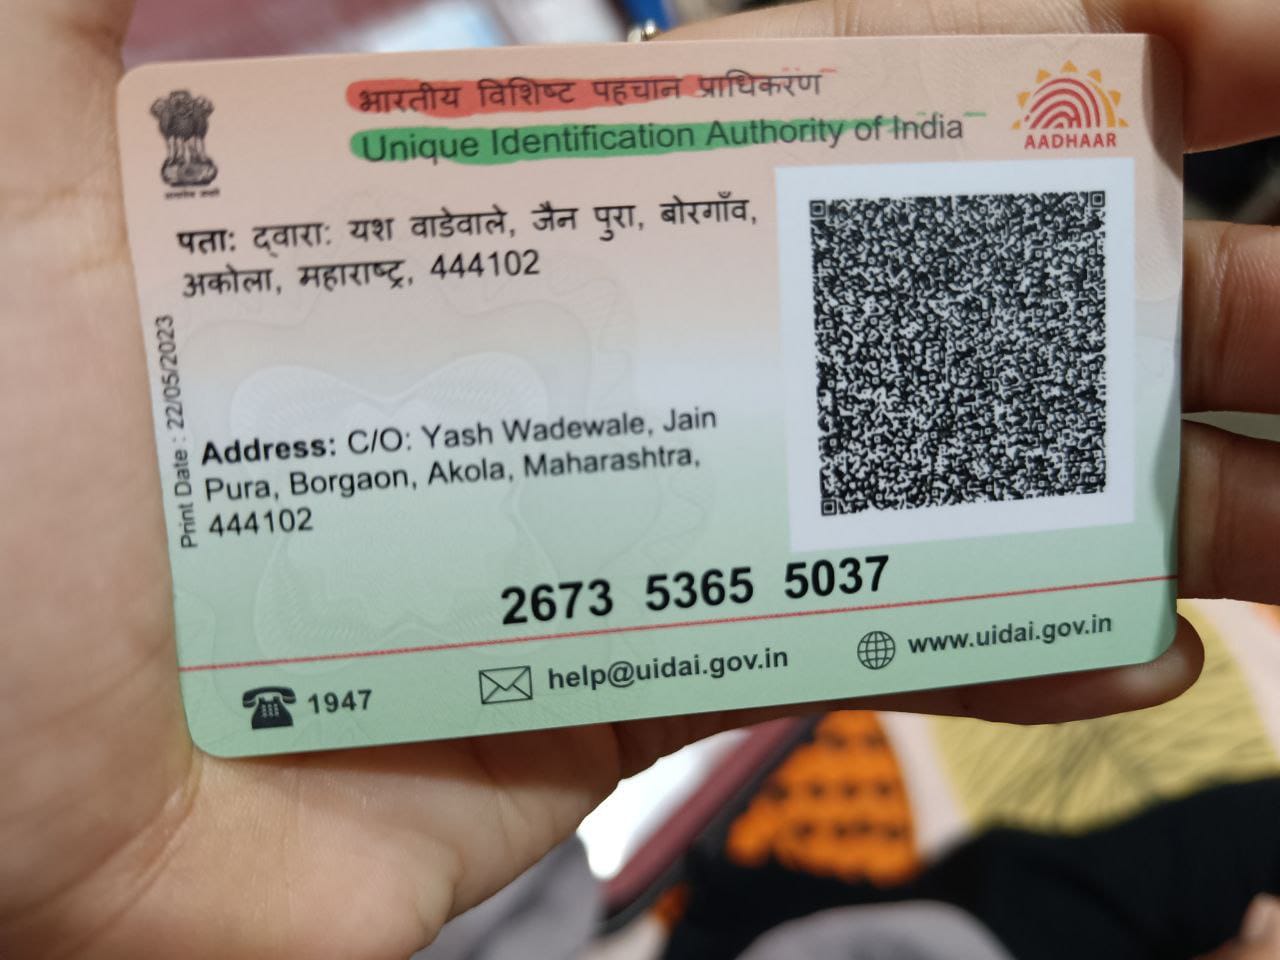 भारतीय विशिष्ट पहचान प्राधिकरण
Unique Identification Authority of India
AADHAAR
पता: द्वारा: यश वाडेवाले, जैन पुरा, बोरगाँव,
अकोला, महाराष्ट्र, 444102
Print Date : 22/05/2023
Address: C/O: Yash Wadewale, Jain
Pura, Borgaon, Akola, Maharashtra,
444102
2673 5365 5037
1947
help@uidai.gov.in
www.uidai.gov.in